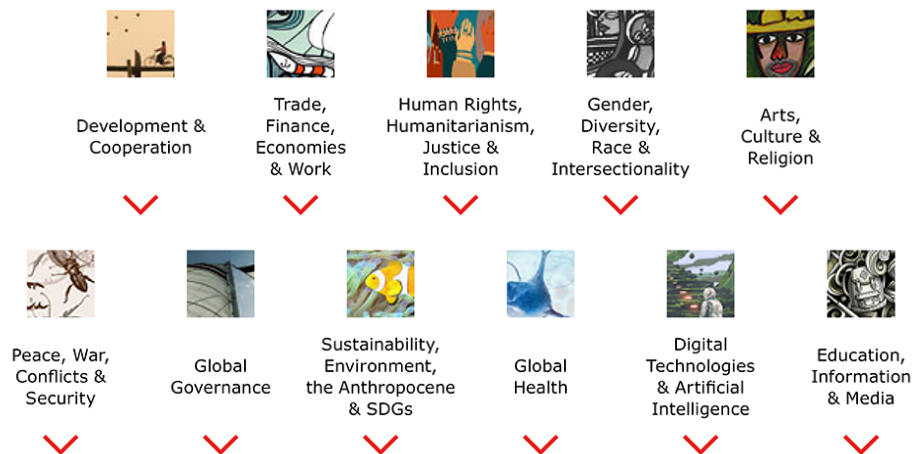 Development &
Cooperation
Trade,
Finance,
Economies
& Work
Human Rights,
Humanitarianism,
Justice &
Inclusion
Gender,
Diversity,
Race &
Intersectionality
Arts,
Culture &
Religion
Peace, War,
Conflicts &
Security
Global
Governance
Sustainability,
Environment,
the Anthropocene
& SDGs
Global
Health
Digital
Technologies
& Artificial
Intelligence
Education,
Information
& Media